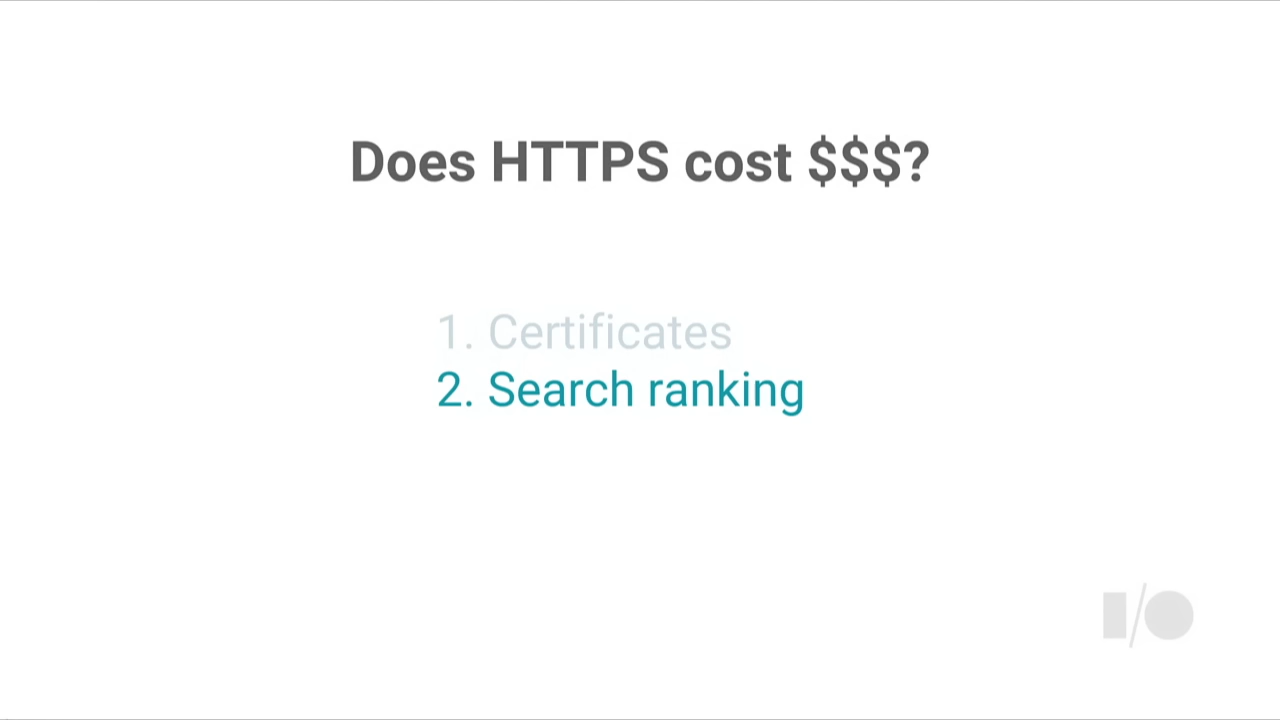 Does HTTPS cost $$$?
1. Certificates
2. Search ranking
I/O